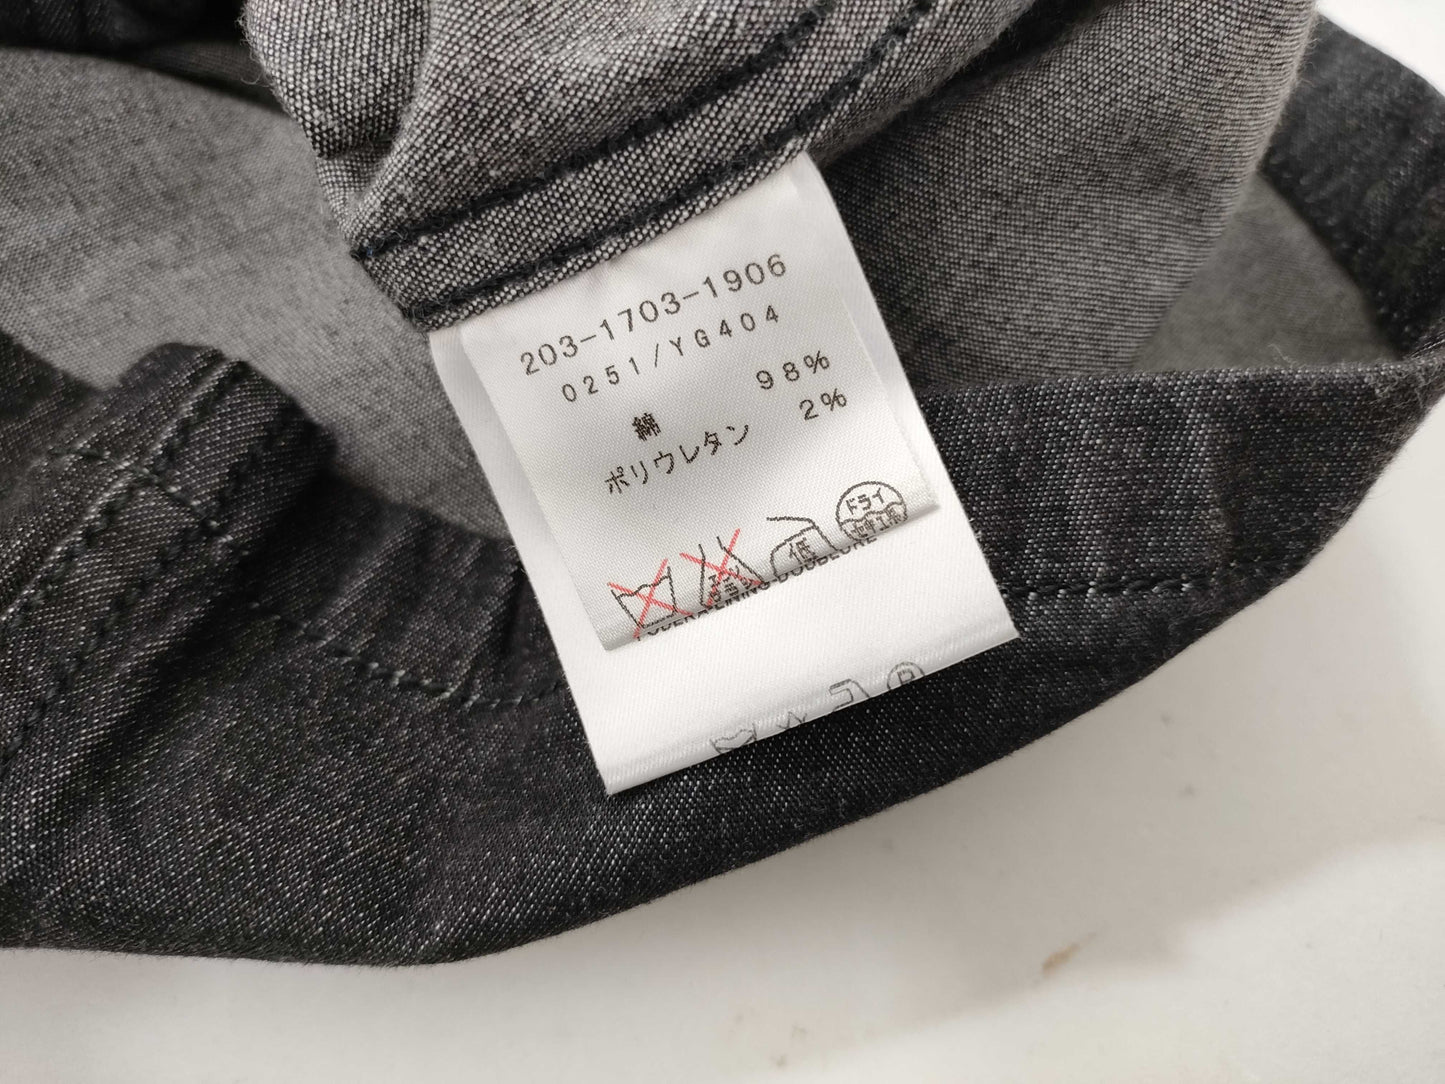 203-1703-1906
0251/YG404
綿 98%
ポリウレタン 2%
低
ドライ